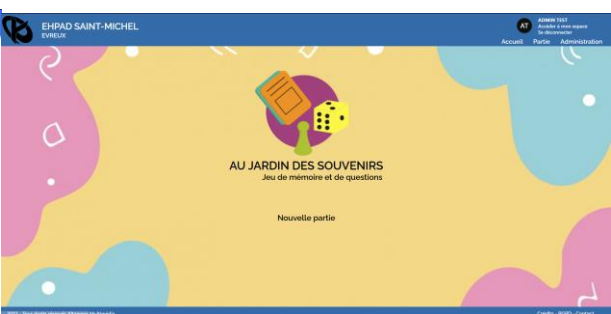 EHPAD SAINT-MICHEL
EVREUX
AT
ADMIN TEST
Accéder à mon espace
Se déconnecter
Accueil Partie Administration
AU JARDIN DES SOUVENIRS
Jeu de mémoire et de questions
Nouvelle partie
Crédits - RGPD - Contact